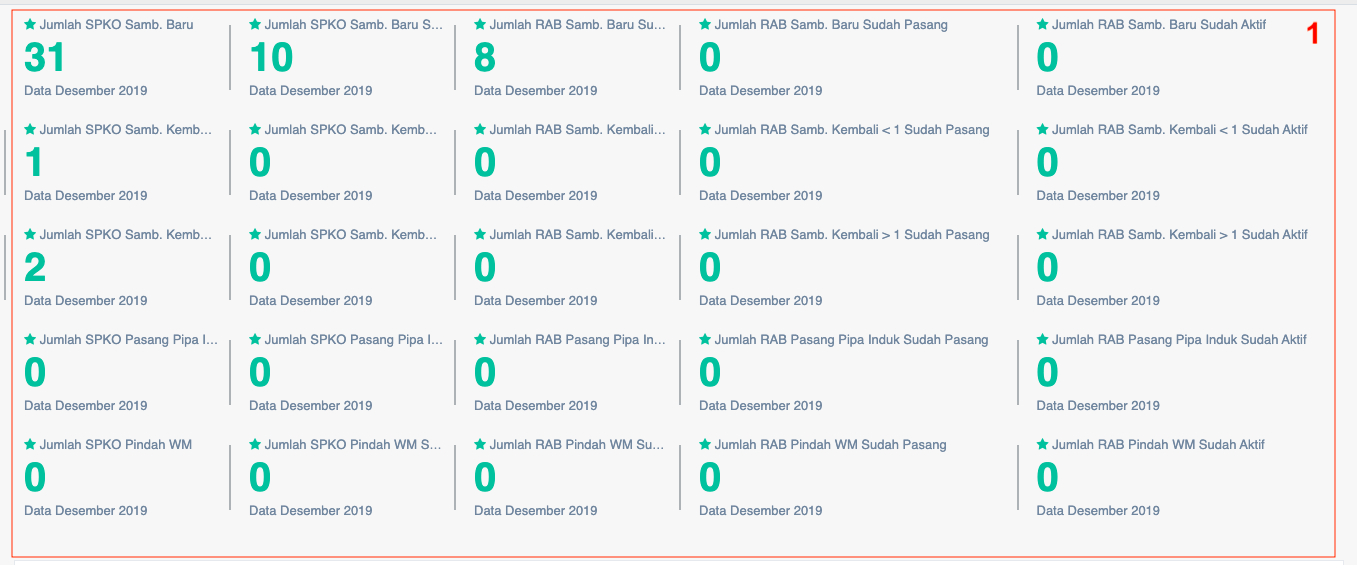 Jumlah SPKO Samb. Baru
31
Data Desember 2019
Jumlah SPKO Samb. Baru S...
10
Data Desember 2019
Jumlah RAB Samb. Baru Su...
8
Data Desember 2019
Jumlah RAB Samb. Baru Sudah Pasang
0
Data Desember 2019
Jumlah RAB Samb. Baru Sudah Aktif
0
Data Desember 2019
1
Jumlah SPKO Samb. Kemb...
1
Data Desember 2019
Jumlah SPKO Samb. Kemb...
0
Data Desember 2019
Jumlah RAB Samb. Kembali...
0
Data Desember 2019
Jumlah RAB Samb. Kembali < 1 Sudah Pasang
0
Data Desember 2019
Jumlah RAB Samb. Kembali < 1 Sudah Aktif
0
Data Desember 2019
Jumlah SPKO Samb. Kemb...
2
Data Desember 2019
Jumlah SPKO Samb. Kemb...
0
Data Desember 2019
Jumlah RAB Samb. Kembali...
0
Data Desember 2019
Jumlah RAB Samb. Kembali > 1 Sudah Pasang
0
Data Desember 2019
Jumlah RAB Samb. Kembali > 1 Sudah Aktif
0
Data Desember 2019
Jumlah SPKO Pasang Pipa I...
0
Data Desember 2019
Jumlah SPKO Pasang Pipa I...
0
Data Desember 2019
Jumlah RAB Pasang Pipa In...
0
Data Desember 2019
Jumlah RAB Pasang Pipa Induk Sudah Pasang
0
Data Desember 2019
Jumlah RAB Pasang Pipa Induk Sudah Aktif
0
Data Desember 2019
Jumlah SPKO Pindah WM
0
Data Desember 2019
Jumlah SPKO Pindah WM S...
0
Data Desember 2019
Jumlah RAB Pindah WM Su...
0
Data Desember 2019
Jumlah RAB Pindah WM Sudah Pasang
0
Data Desember 2019
Jumlah RAB Pindah WM Sudah Aktif
0
Data Desember 2019